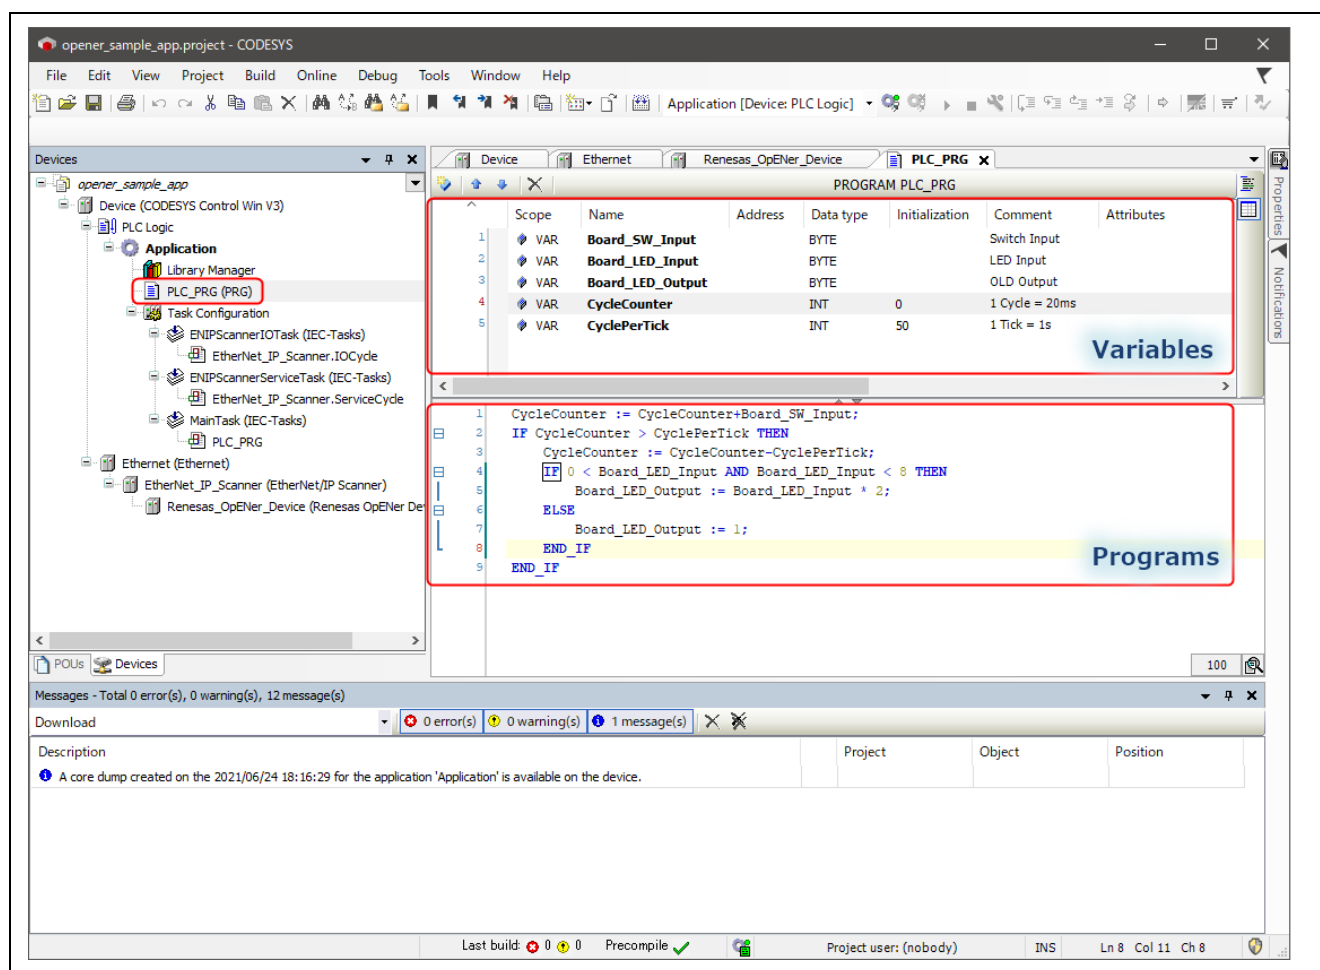 opener_sample_app.project - CODESYS
File Edit View Project Build Online Debug Tools Window Help
Application [Device: PLC Logic]
Devices
opener_sample_app
Device (CODESYS Control Win V3)
PLC Logic
Application
Library Manager
PLC_PRG (PRG)
Task Configuration
ENIPScannerIOTask (IEC-Tasks)
EtherNet_IP_Scanner.IOCycle
ENIPScannerServiceTask (IEC-Tasks)
EtherNet_IP_Scanner.ServiceCycle
MainTask (IEC-Tasks)
PLC_PRG
Ethernet (Ethernet)
EtherNet_IP_Scanner (EtherNet/IP Scanner)
Renesas_OpENer_Device (Renesas OpENer De
POUs Devices
Device Ethernet Renesas_OpENer_Device PLC_PRG
PROGRAM PLC_PRG
Scope Name Address Data type Initialization Comment Attributes
1 VAR Board_SW_Input BYTE Switch Input
2 VAR Board_LED_Input BYTE LED Input
3 VAR Board_LED_Output BYTE OLD Output
4 VAR CycleCounter INT 0 1 Cycle = 20ms
5 VAR CyclePerTick INT 50 1 Tick = 1s
Variables
1 CycleCounter := CycleCounter+Board_SW_Input;
2 IF CycleCounter > CyclePerTick THEN
3 CycleCounter := CycleCounter-CyclePerTick;
4 IF 0 < Board_LED_Input AND Board_LED_Input < 8 THEN
5 Board_LED_Output := Board_LED_Input * 2;
6 ELSE
7 Board_LED_Output := 1;
8 END_IF
9 END_IF
Programs
100
Properties
Notifications
Messages - Total 0 error(s), 0 warning(s), 12 message(s)
Download 0 error(s) 0 warning(s) 1 message(s)
Description Project Object Position
A core dump created on the 2021/06/24 18:16:29 for the application 'Application' is available on the device.
Last build: 0 0 Precompile Project user: (nobody) INS Ln 8 Col 11 Ch 8